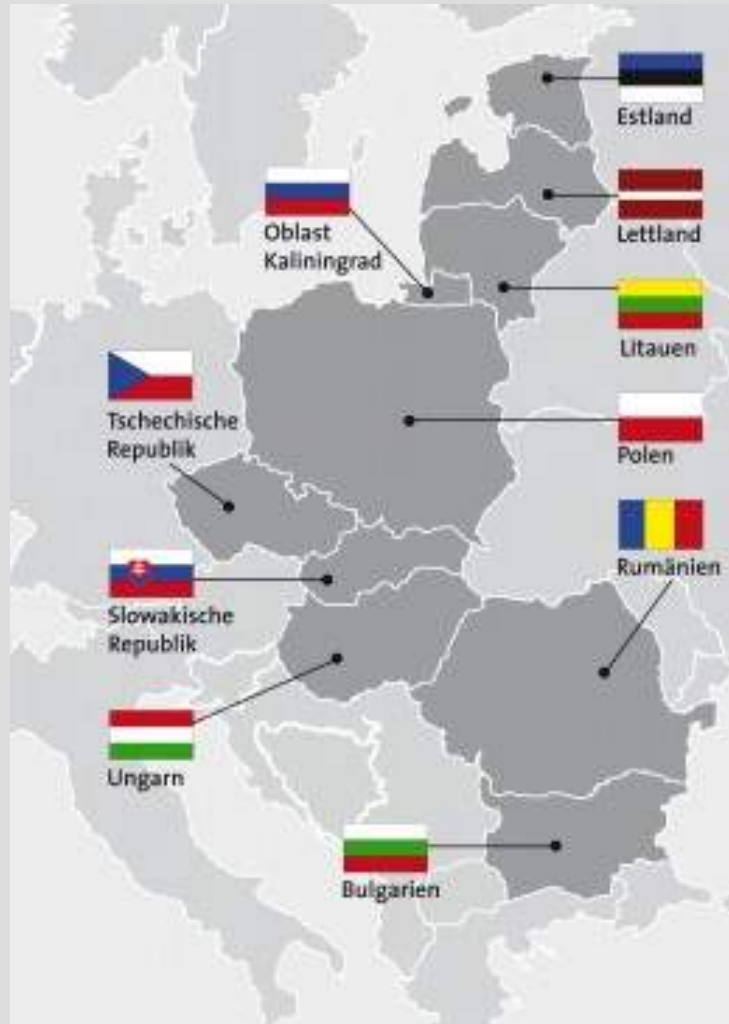 Estland
Lettland
Oblast
Kaliningrad
Litauen
Tschechische
Republik
Polen
Rumänien
Slowakische
Republik
Ungarn
Bulgarien